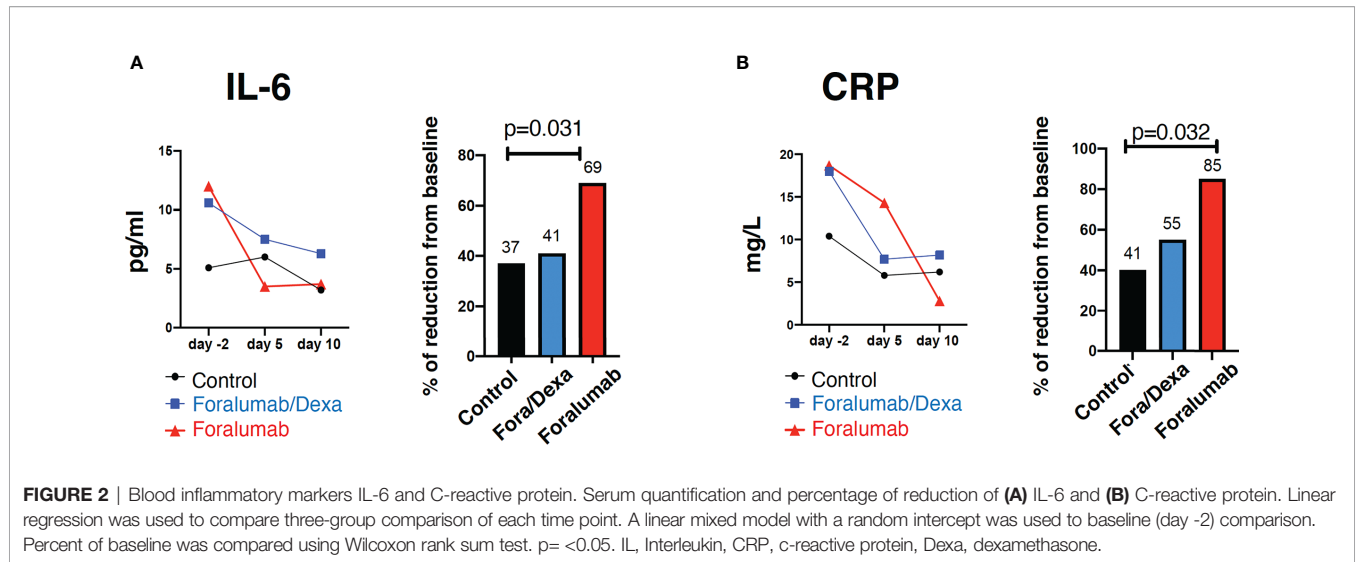 A
IL-6
pg/ml
15
10
5
0
day -2 day 5 day 10
Control
Foralumab/Dexa
Foralumab
% of reduction from baseline
p=0.031
80
60
40
20
0
37
41
69
Control
Fora/Dexa
Foralumab
B
CRP
mg/L
20
15
10
5
0
day -2 day 5 day 10
Control
Foralumab/Dexa
Foralumab
% of reduction from baseline
p=0.032
100
80
60
40
20
0
41
55
85
Control
Fora/Dexa
Foralumab
FIGURE 2 | Blood inflammatory markers IL-6 and C-reactive protein. Serum quantification and percentage of reduction of (A) IL-6 and (B) C-reactive protein. Linear
regression was used to compare three-group comparison of each time point. A linear mixed model with a random intercept was used to baseline (day -2) comparison.
Percent of baseline was compared using Wilcoxon rank sum test. p= <0.05. IL, Interleukin, CRP, c-reactive protein, Dexa, dexamethasone.